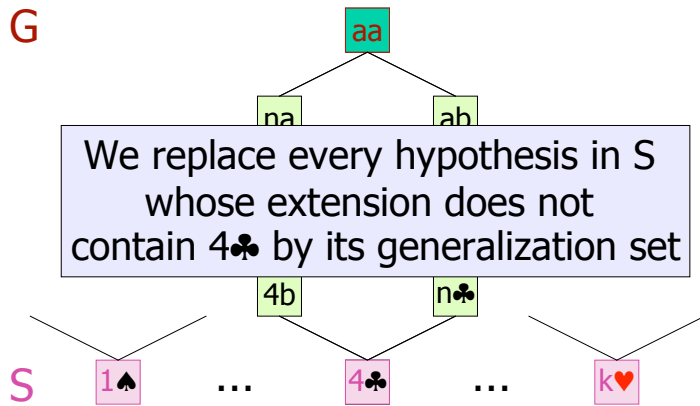 G
aa
na ab
We replace every hypothesis in S
whose extension does not
contain 4♣ by its generalization set
4b n♣
S 1♠ ... 4♣ ... k♥